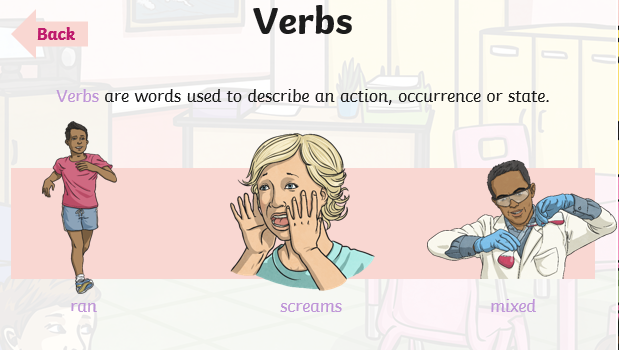 Verbs
Back
Verbs are words used to describe an action, occurrence or state.
ran screams mixed